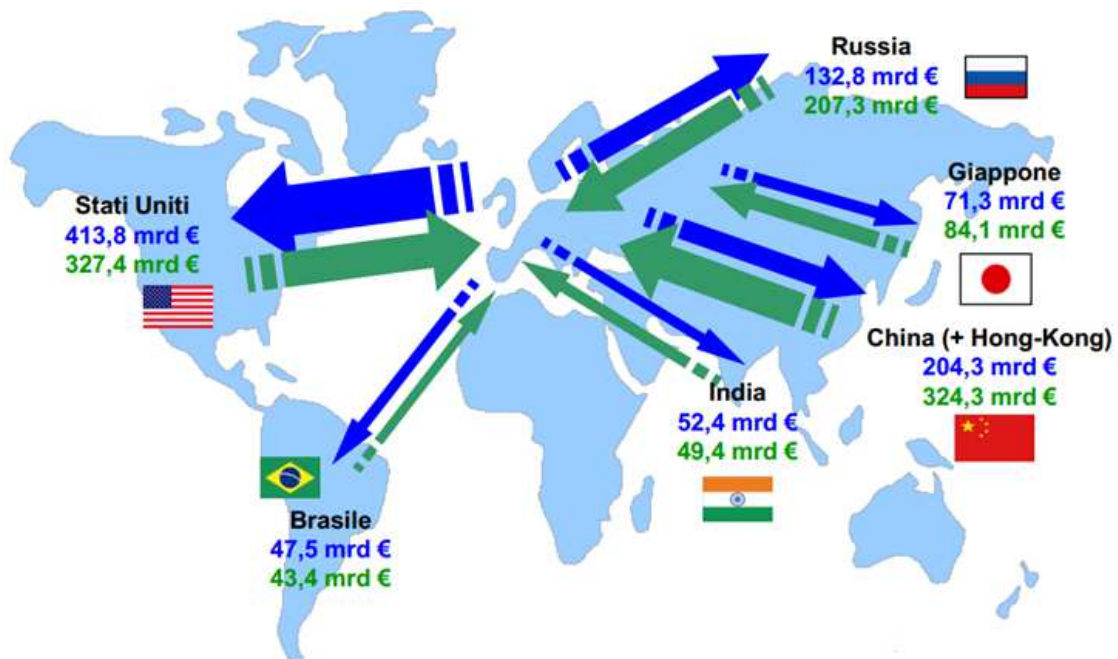 Russia
132,8 mrd €
207,3 mrd €
Stati Uniti
413,8 mrd €
327,4 mrd €
Giappone
71,3 mrd €
84,1 mrd €
China (+ Hong-Kong)
204,3 mrd €
324,3 mrd €
India
52,4 mrd €
49,4 mrd €
Brasile
47,5 mrd €
43,4 mrd €